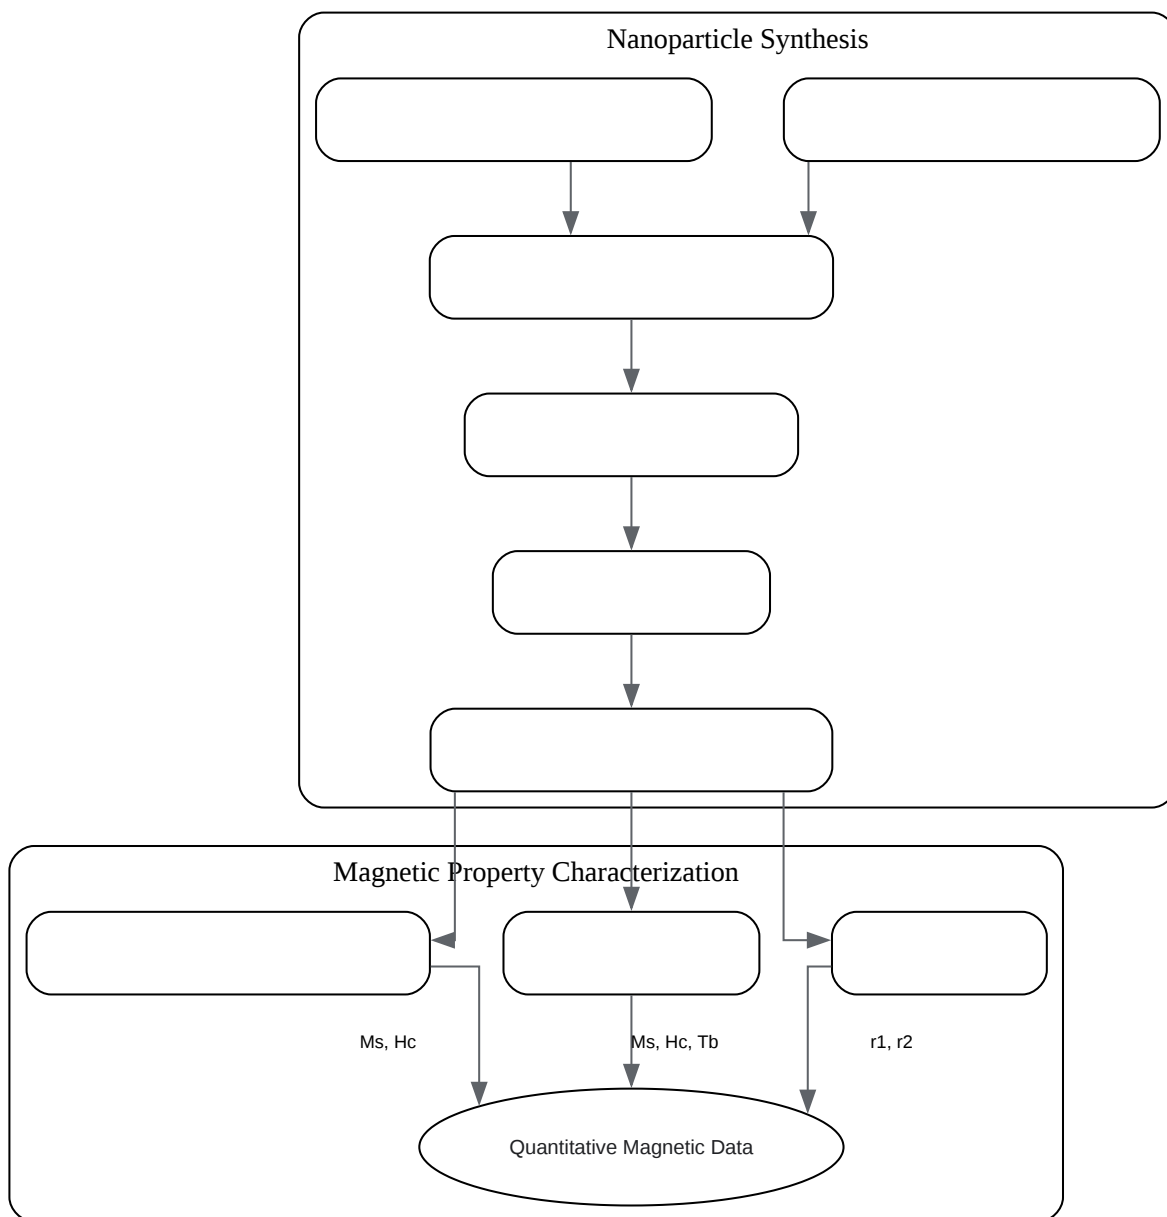 Nanoparticle Synthesis
Magnetic Property Characterization
Ms, Hc
Ms, Hc, Tb
r1, r2
Quantitative Magnetic Data